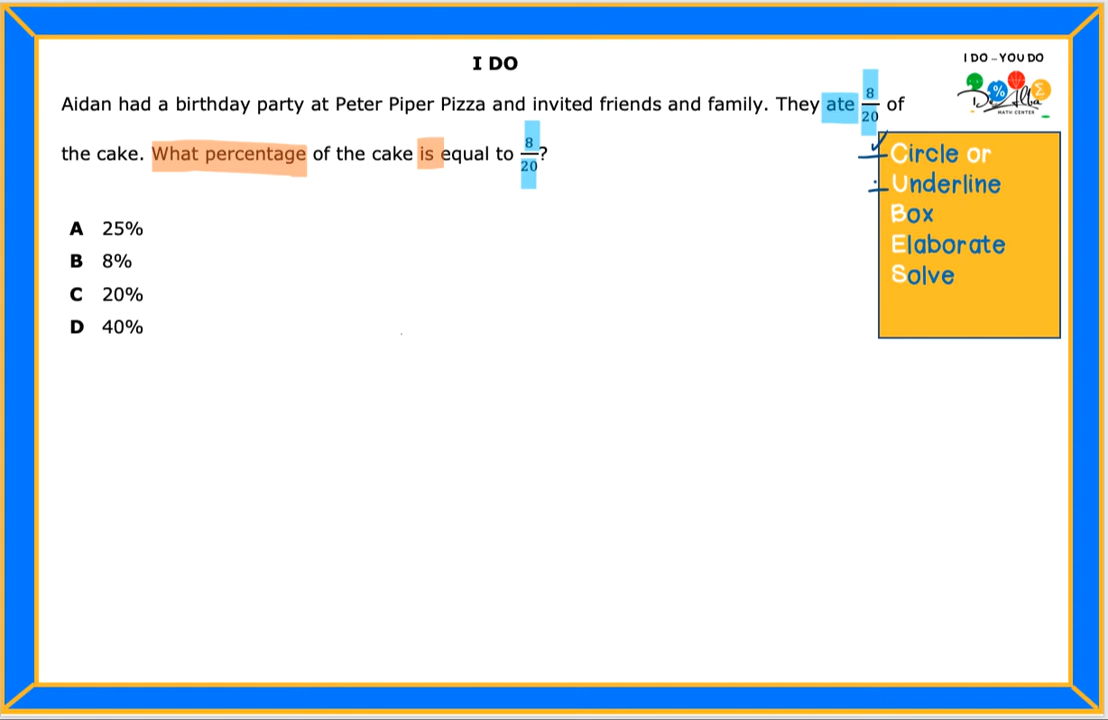 I DO
I DO – YOU DO
Aidan had a birthday party at Peter Piper Pizza and invited friends and family. They ate 8/20 of
MATH CENTER
the cake. What percentage of the cake is equal to 8/20?
Circle or
Underline
Box
Elaborate
Solve
A 25%
B 8%
C 20%
D 40%